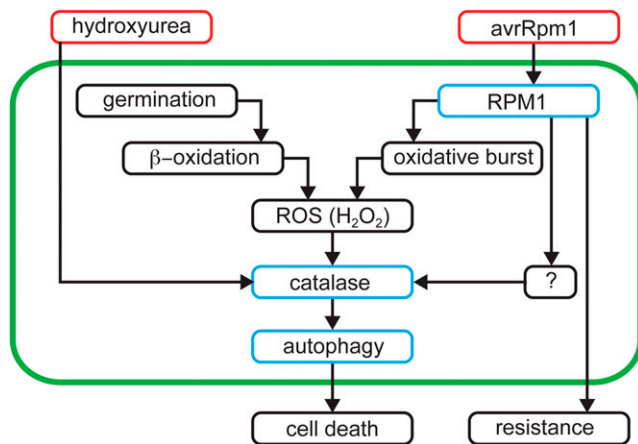 hydroxyurea
avrRpm1
germination
RPM1
β–oxidation
oxidative burst
ROS (H₂O₂)
catalase
?
autophagy
cell death
resistance